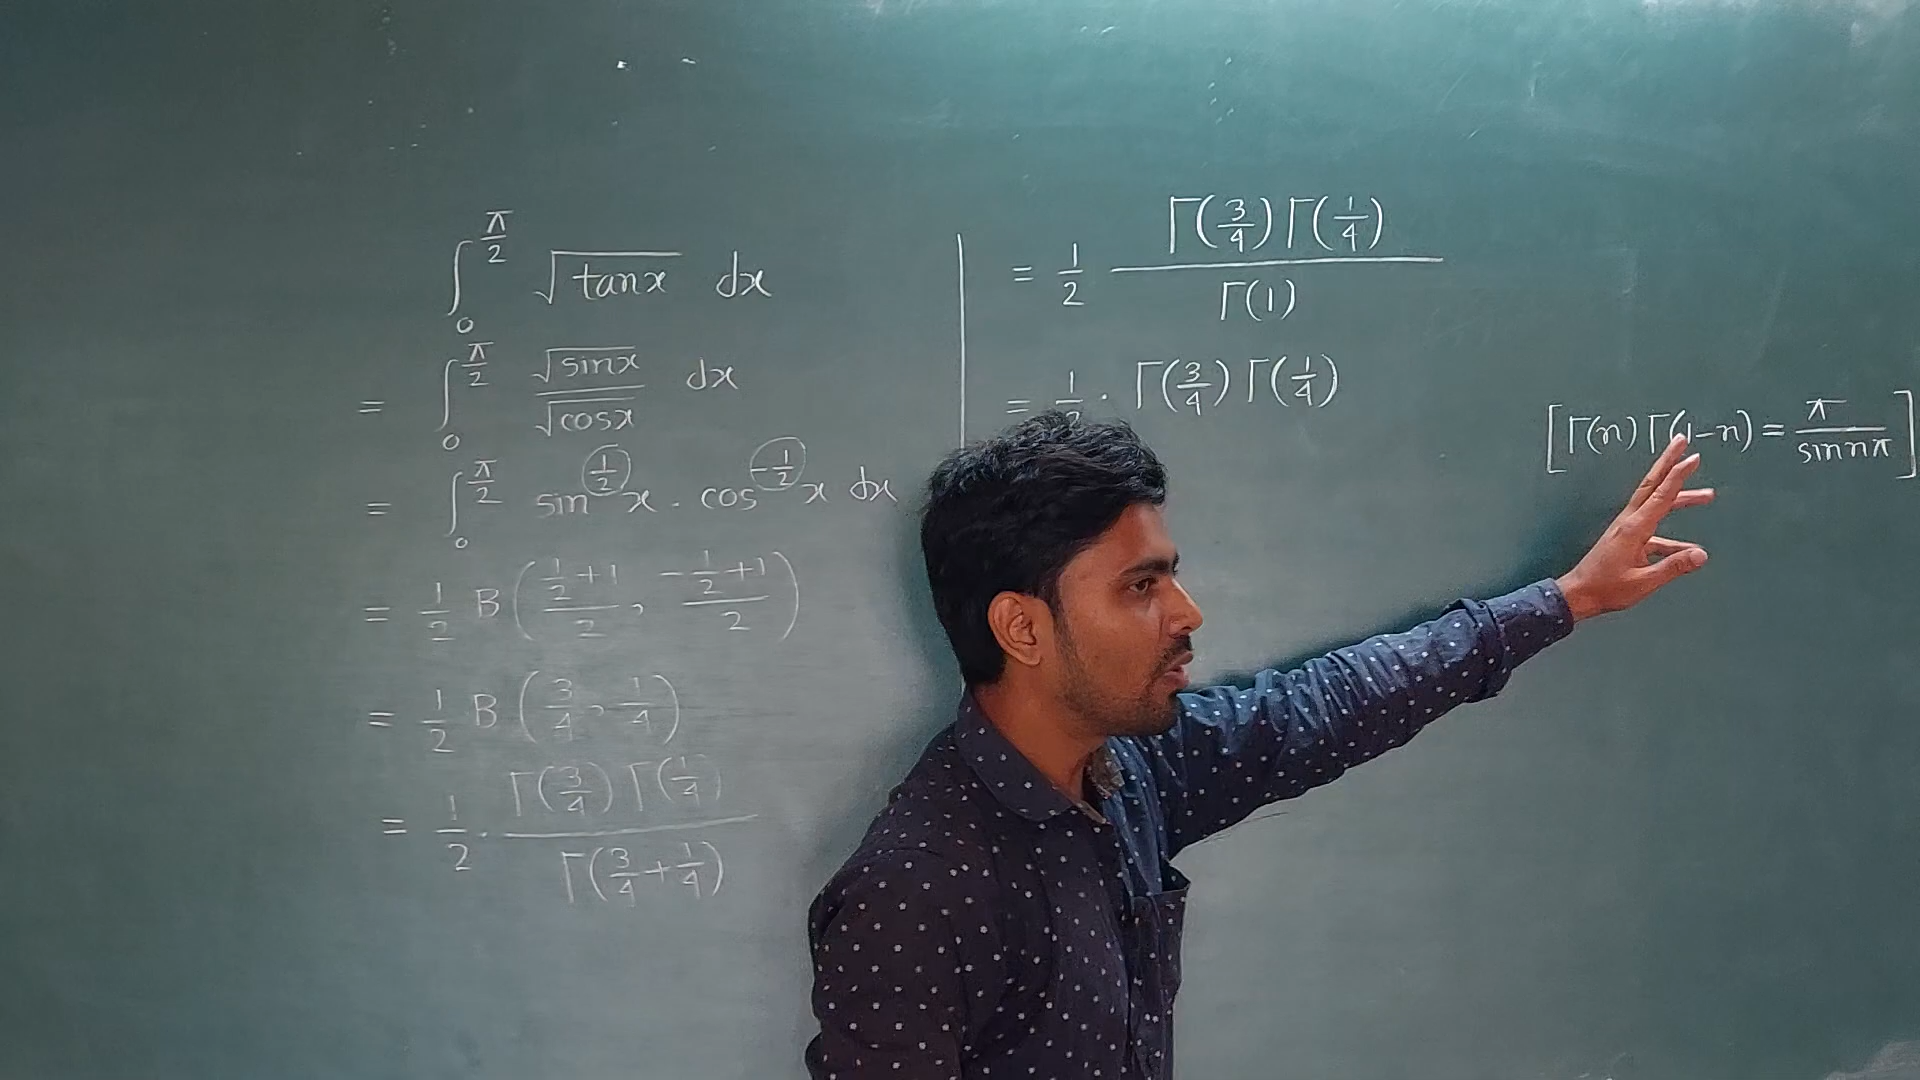 ∫₀^(π/2) √(tanx) dx
= ∫₀^(π/2) √(sinx)/√(cosx) dx
= ∫₀^(π/2) sin^(1/2)x . cos^(-1/2)x dx
= 1/2 B((1/2+1)/2, (-1/2+1)/2)
= 1/2 B(3/4, 1/4)
= 1/2 . Γ(3/4)Γ(1/4) / Γ(3/4+1/4)
= 1/2 Γ(3/4)Γ(1/4) / Γ(1)
= 1/2 . Γ(3/4)Γ(1/4)
[Γ(n)Γ(1-n) = π/sin nπ]